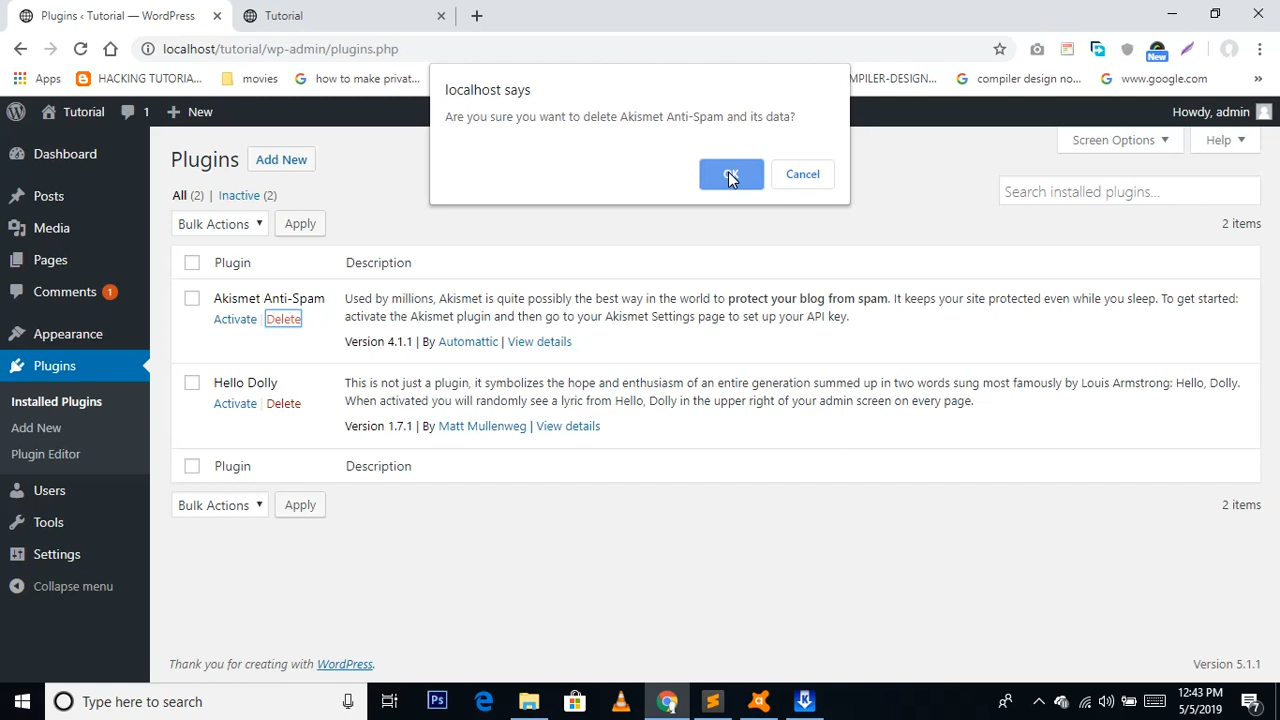 Plugins ‹ Tutorial — WordPress
Tutorial
localhost/tutorial/wp-admin/plugins.php
New
Apps
HACKING TUTORIA...
movies
how to make privat...
MPILER-DESIGN...
compiler design no...
www.google.com
»
localhost says
Are you sure you want to delete Akismet Anti-Spam and its data?
OK
Cancel
Tutorial
1
New
Howdy, admin
Dashboard
Posts
Media
Pages
Comments 1
Appearance
Plugins
Installed Plugins
Add New
Plugin Editor
Users
Tools
Settings
Collapse menu
Screen Options
Help
Plugins
Add New
All (2) | Inactive (2)
Search installed plugins...
Bulk Actions
Apply
2 items
Plugin
Description
Akismet Anti-Spam
Activate | Delete
Used by millions, Akismet is quite possibly the best way in the world to protect your blog from spam. It keeps your site protected even while you sleep. To get started:
activate the Akismet plugin and then go to your Akismet Settings page to set up your API key.
Version 4.1.1 | By Automattic | View details
Hello Dolly
Activate | Delete
This is not just a plugin, it symbolizes the hope and enthusiasm of an entire generation summed up in two words sung most famously by Louis Armstrong: Hello, Dolly.
When activated you will randomly see a lyric from Hello, Dolly in the upper right of your admin screen on every page.
Version 1.7.1 | By Matt Mullenweg | View details
Plugin
Description
Bulk Actions
Apply
2 items
Thank you for creating with WordPress.
Version 5.1.1
Type here to search
Ps
12:43 PM
5/5/2019
7